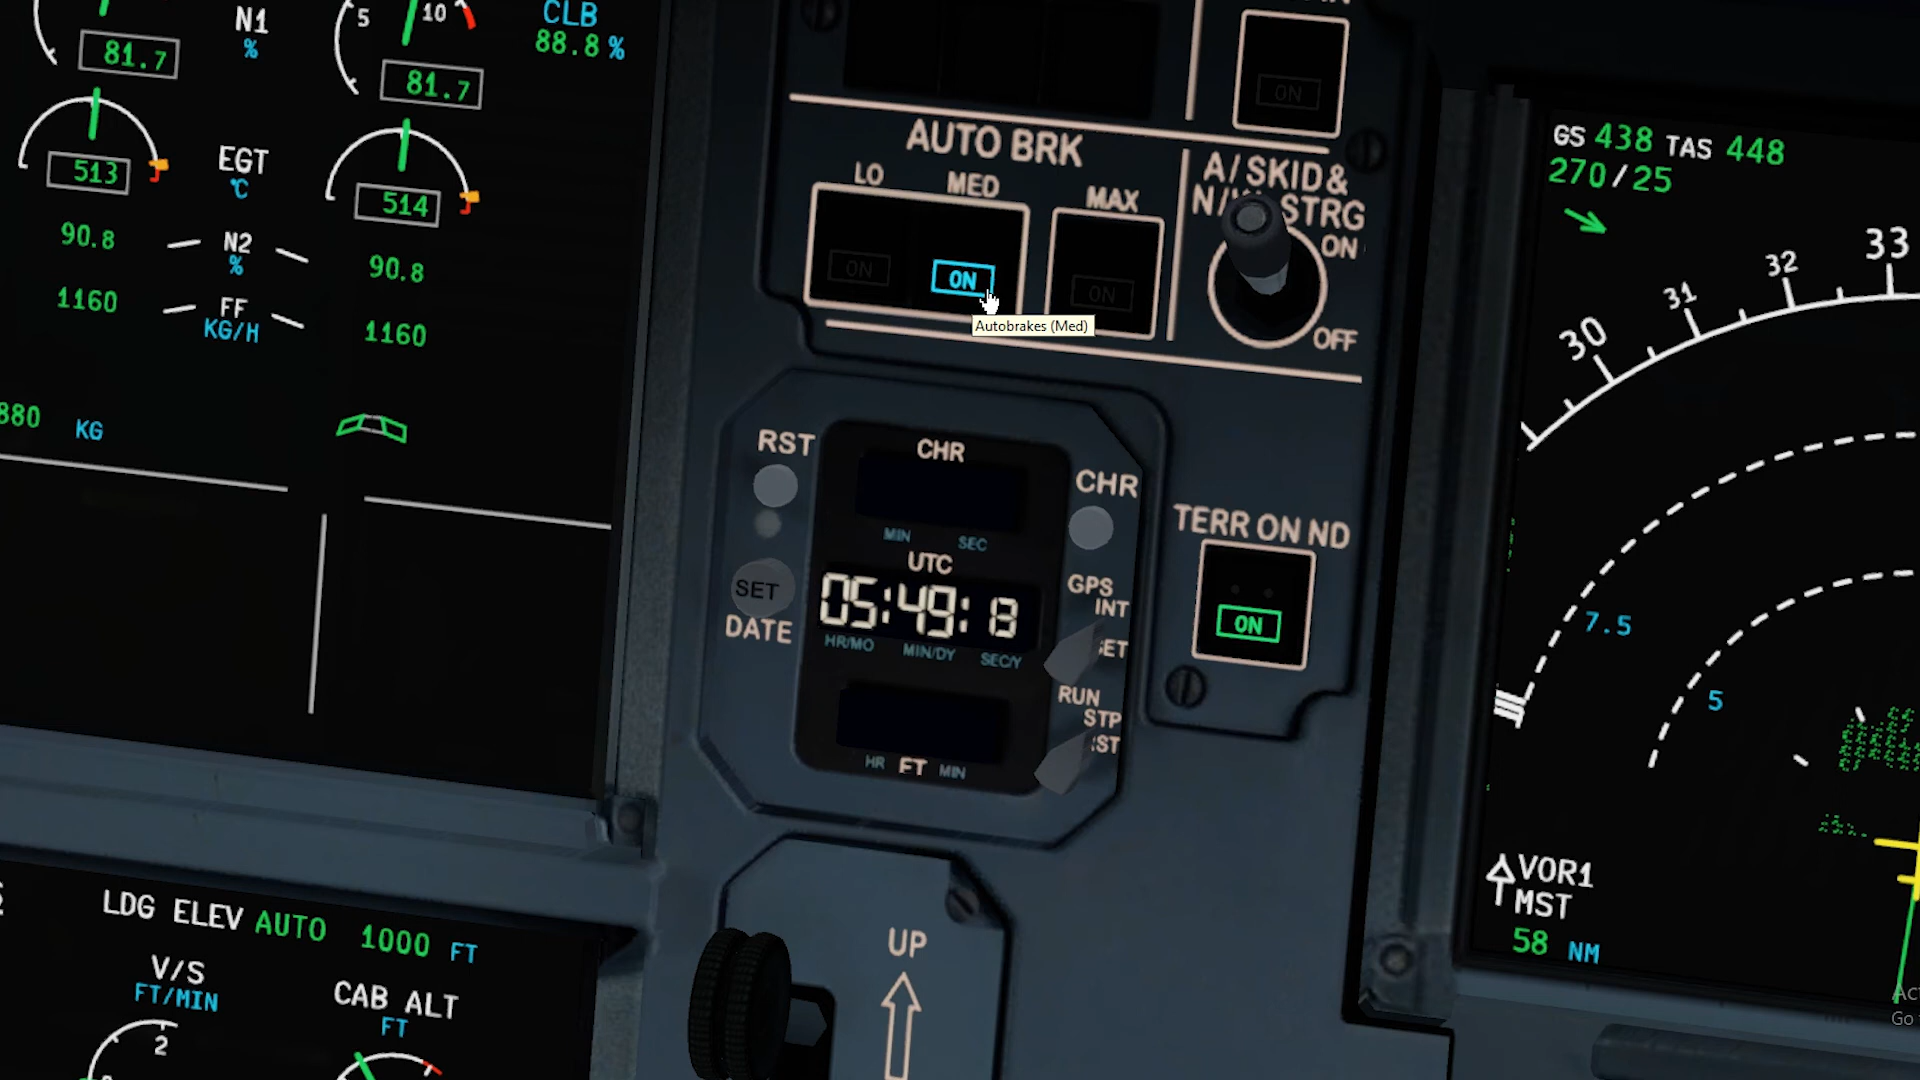 N1
%
81.7
5
10
81.7
CLB
88.8 %
513
EGT
°C
514
90.8
N2
%
90.8
1160
FF
KG/H
1160
880 KG
LDG ELEV AUTO 1000 FT
V/S
FT/MIN
2
CAB ALT
FT
ON
AUTO BRK
LO
MED
MAX
ON
ON
ON
Autobrakes (Med)
A/SKID&
STRG
ON
OFF
RST
CHR
CHR
MIN
SEC
UTC
SET
05:49:13
DATE
HR/MO
MIN/DY
SEC/Y
GPS
INT
RUN
STP
HR
MIN
TERR ON ND
ON
UP
GS 438 TAS 448
270/25
30
31
32
33
7.5
5
VOR1
MST
58 NM